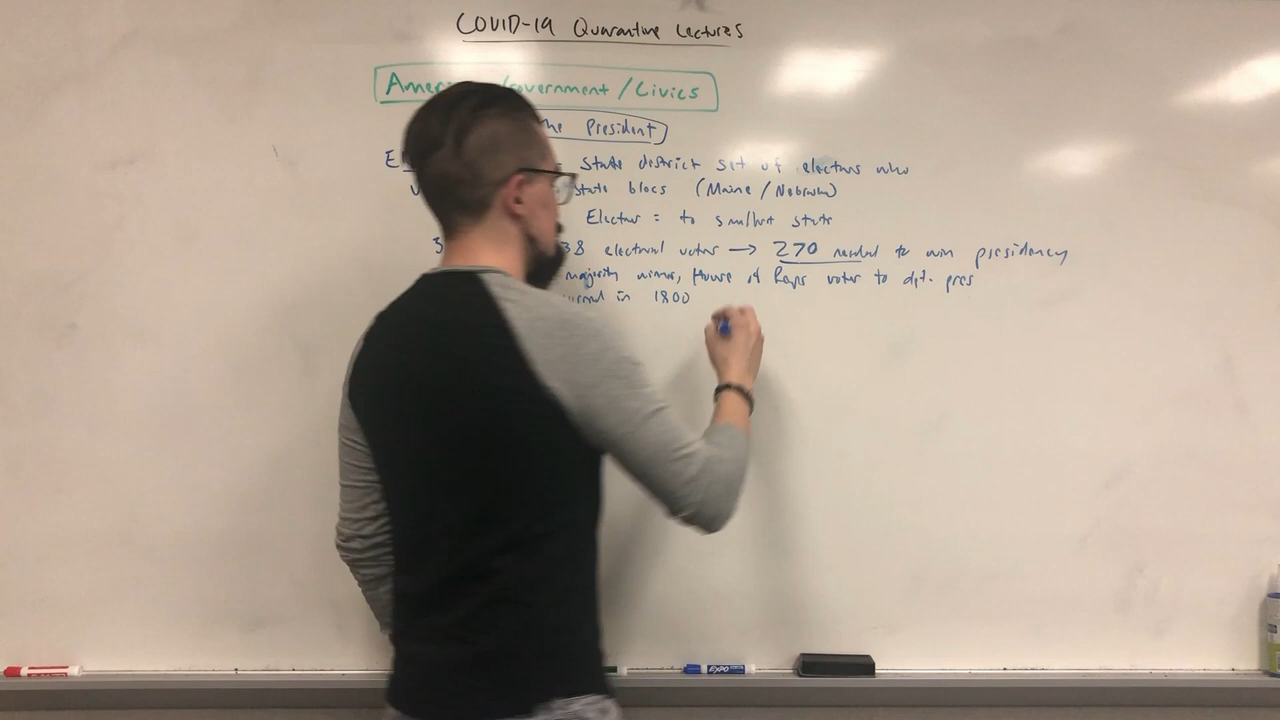 COVID-19 Quarantine Lectures
Government / Civics
the President
= State district set of electors who
state blocs (Maine / Nebraska)
Elector = to smallest state
38 electoral votes → 270 needed to win presidency
majority winner, House of Reps votes to det. pres
in 1800
EXPO